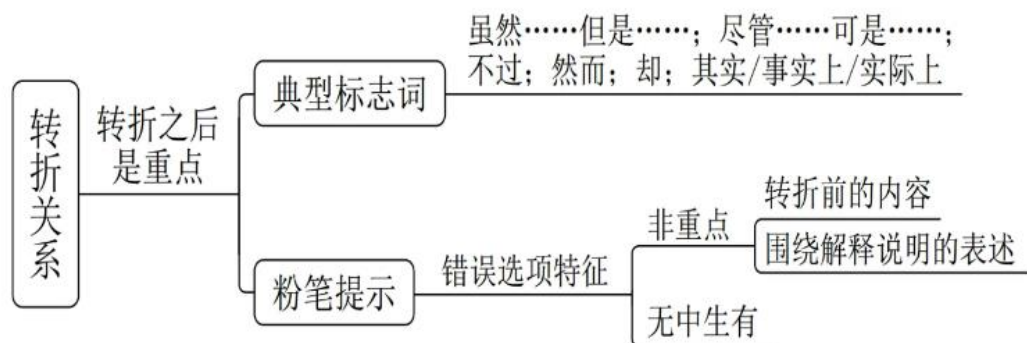 转折关系
转折之后
是重点
典型标志词
虽然……但是……；尽管……可是……；
不过；然而；却；其实/事实上/实际上
粉笔提示
错误选项特征
非重点
转折前的内容
围绕解释说明的表述
无中生有